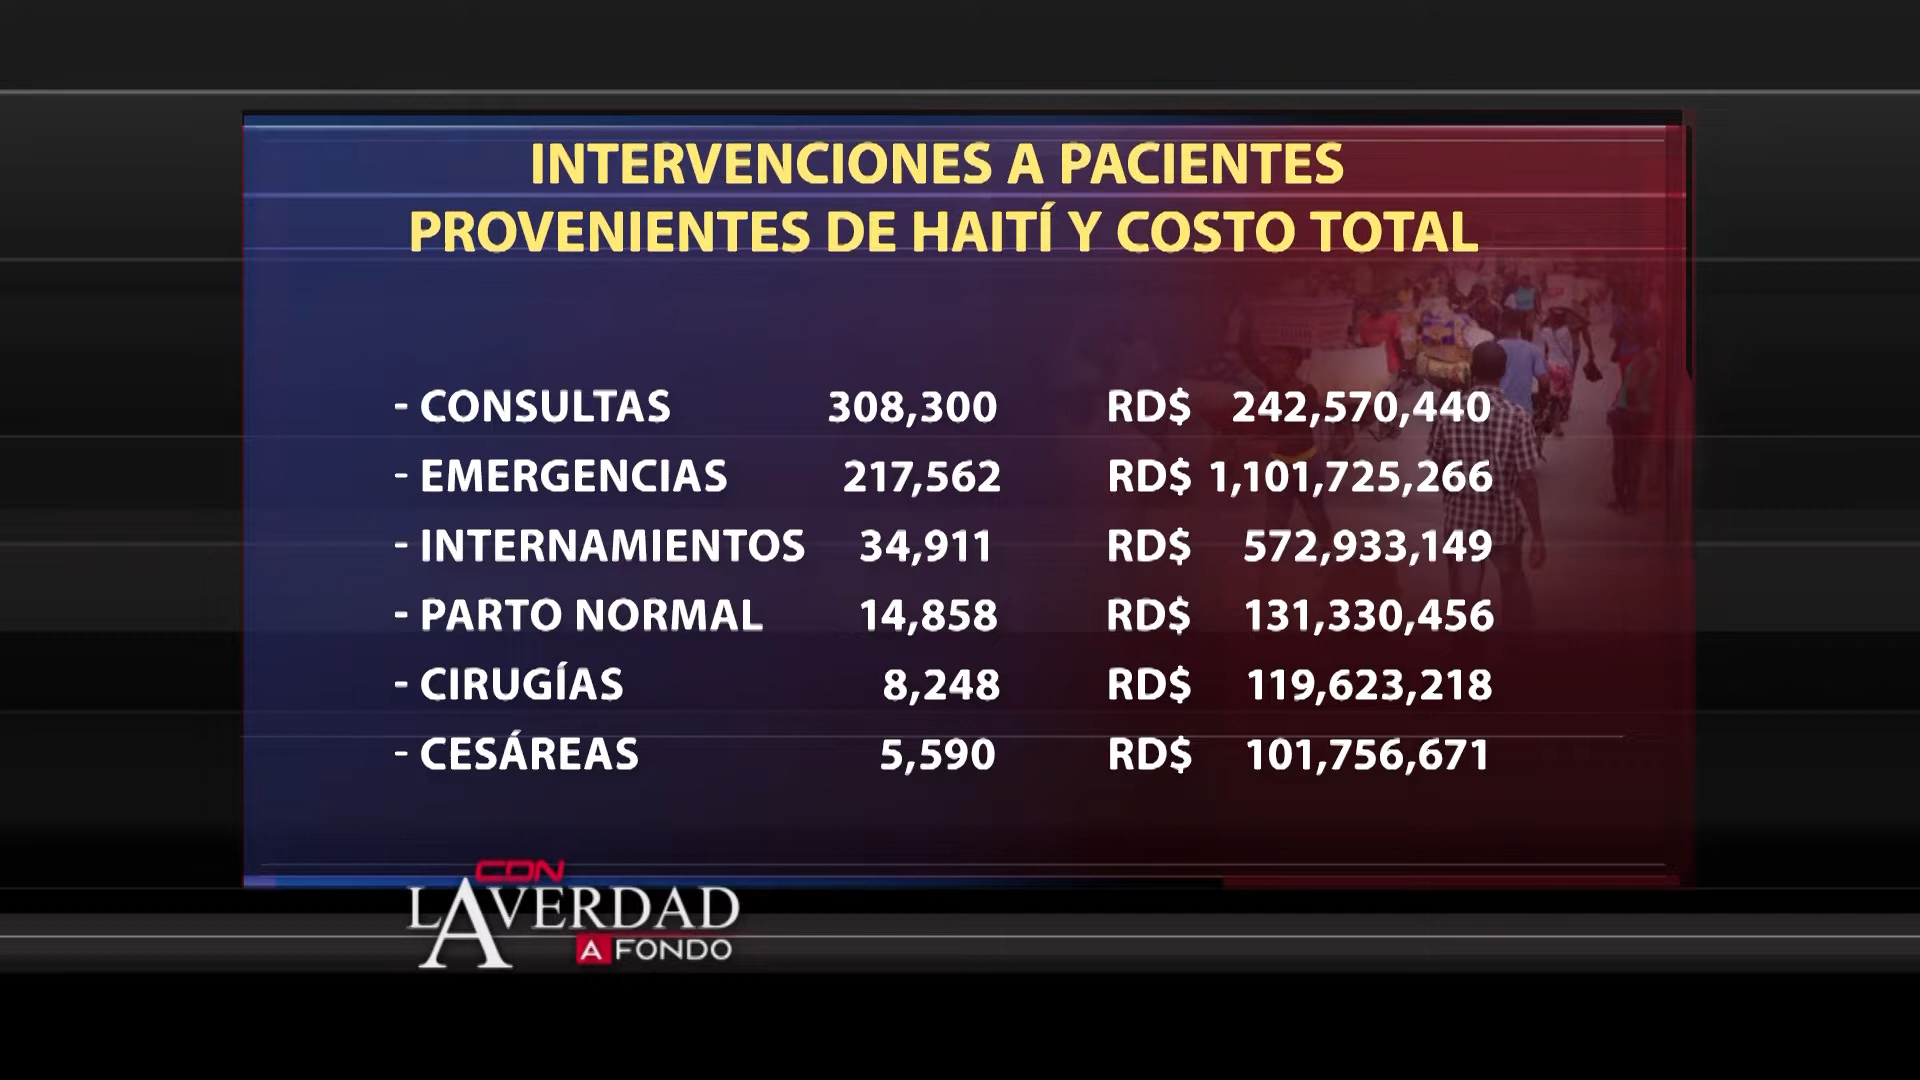 INTERVENCIONES A PACIENTES
PROVENIENTES DE HAITÍ Y COSTO TOTAL
- CONSULTAS 308,300 RD$ 242,570,440
- EMERGENCIAS 217,562 RD$ 1,101,725,266
- INTERNAMIENTOS 34,911 RD$ 572,933,149
- PARTO NORMAL 14,858 RD$ 131,330,456
- CIRUGÍAS 8,248 RD$ 119,623,218
- CESÁREAS 5,590 RD$ 101,756,671
CDN
LA VERDAD
A FONDO